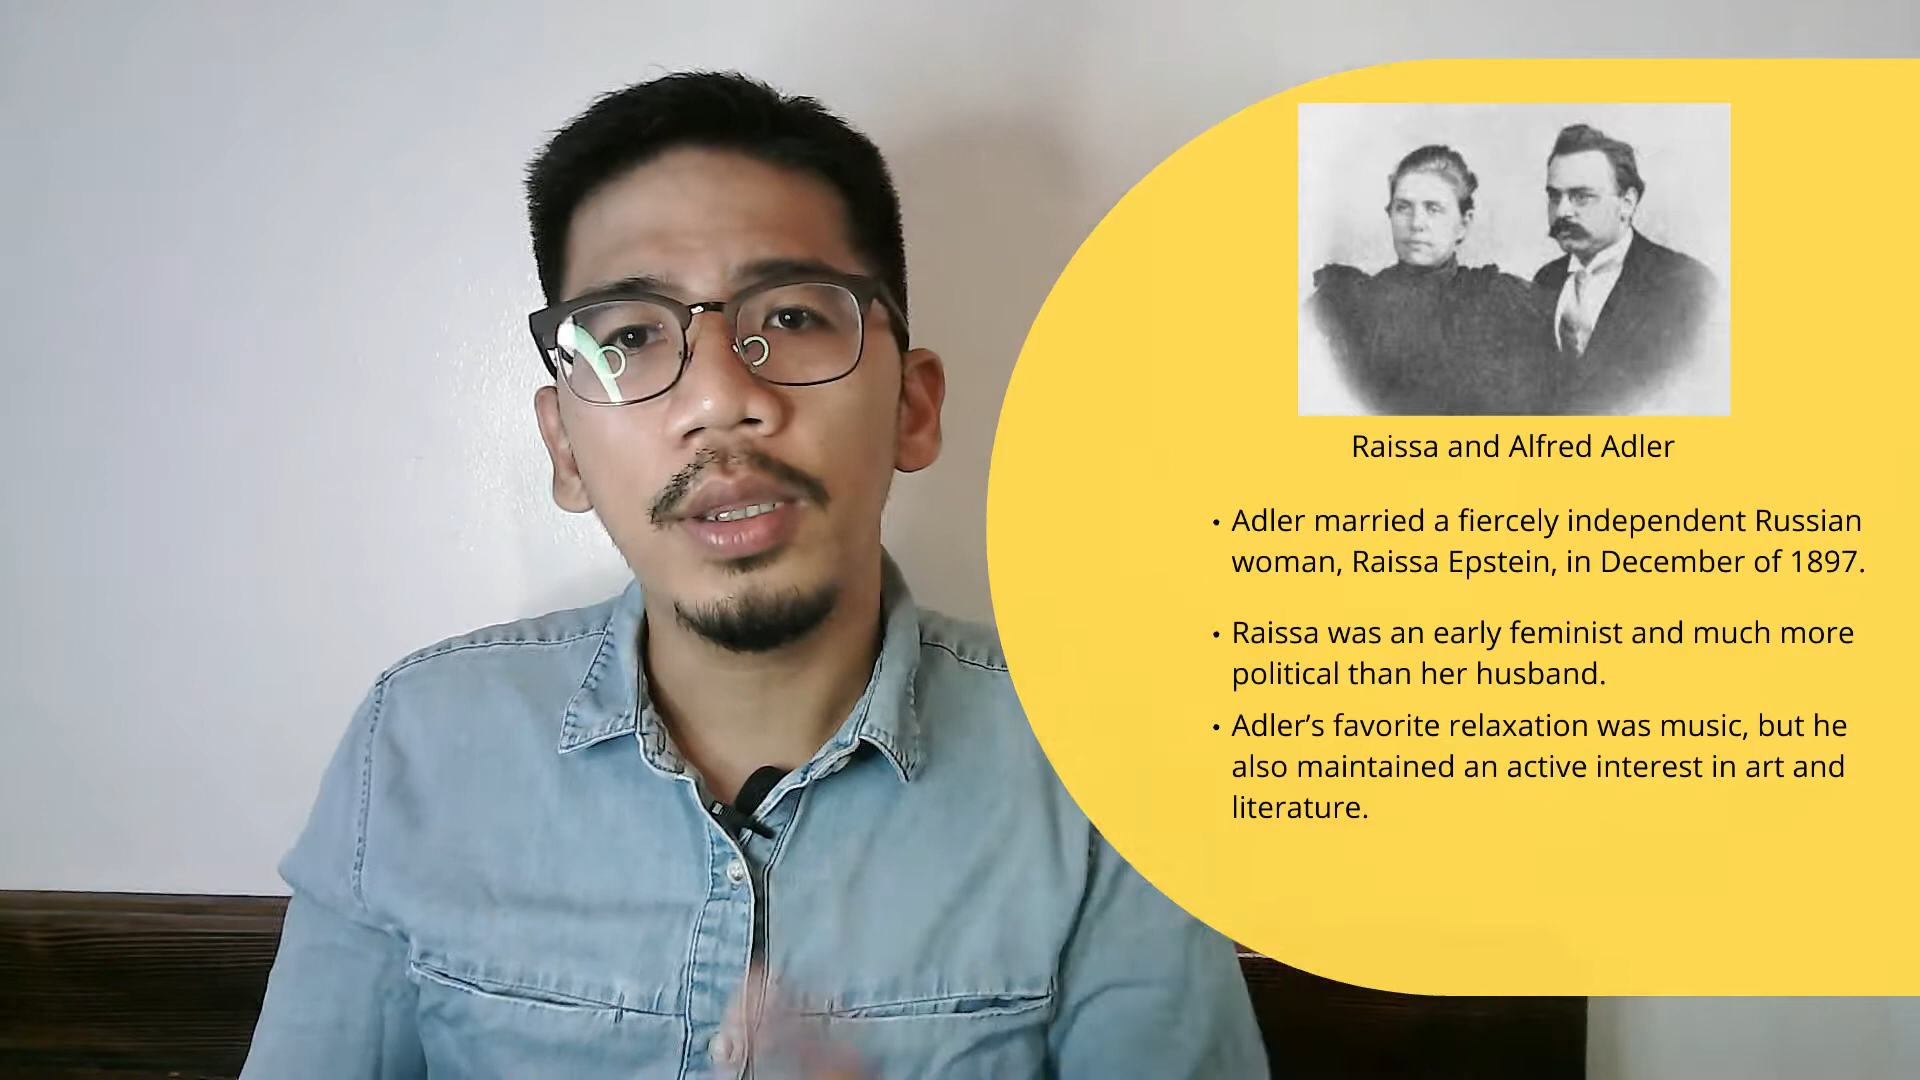 Raissa and Alfred Adler
• Adler married a fiercely independent Russian
woman, Raissa Epstein, in December of 1897.
• Raissa was an early feminist and much more
political than her husband.
• Adler’s favorite relaxation was music, but he
also maintained an active interest in art and
literature.